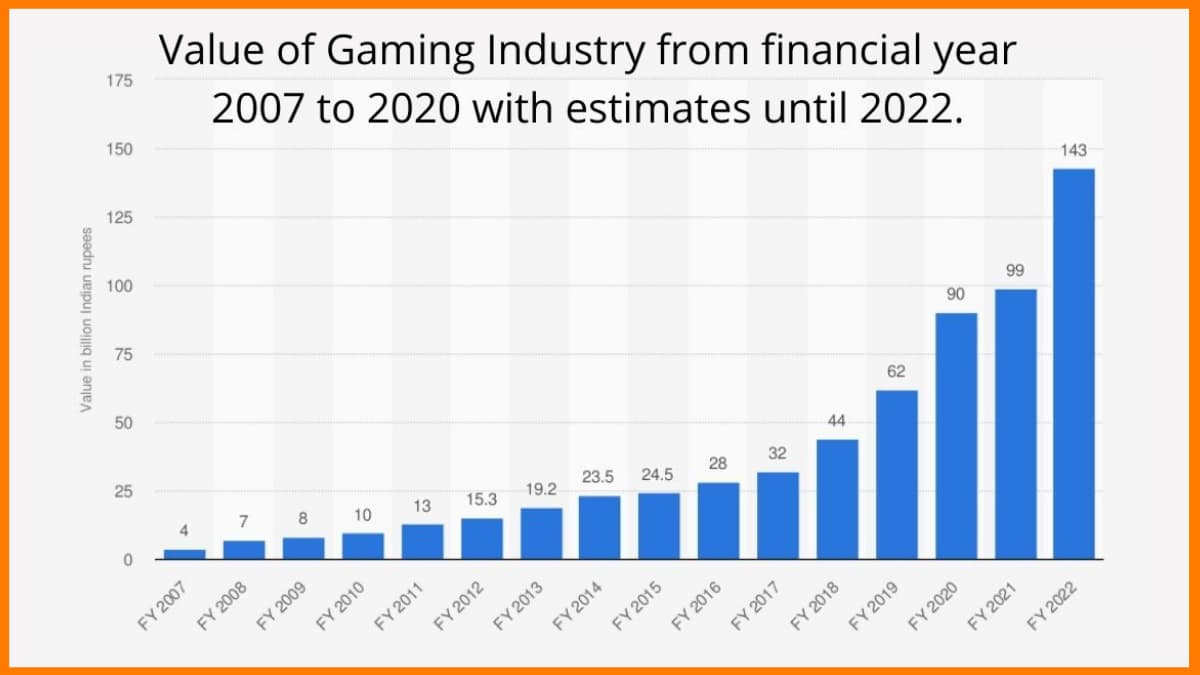 Value of Gaming Industry from financial year
2007 to 2020 with estimates until 2022.
Value in billion Indian rupees
175
150
125
100
75
50
25
0
4
7
8
10
13
15.3
19.2
23.5
24.5
28
32
44
62
90
99
143
FY 2007
FY 2008
FY 2009
FY 2010
FY 2011
FY 2012
FY 2013
FY 2014
FY 2015
FY 2016
FY 2017
FY 2018
FY 2019
FY 2020
FY 2021
FY 2022